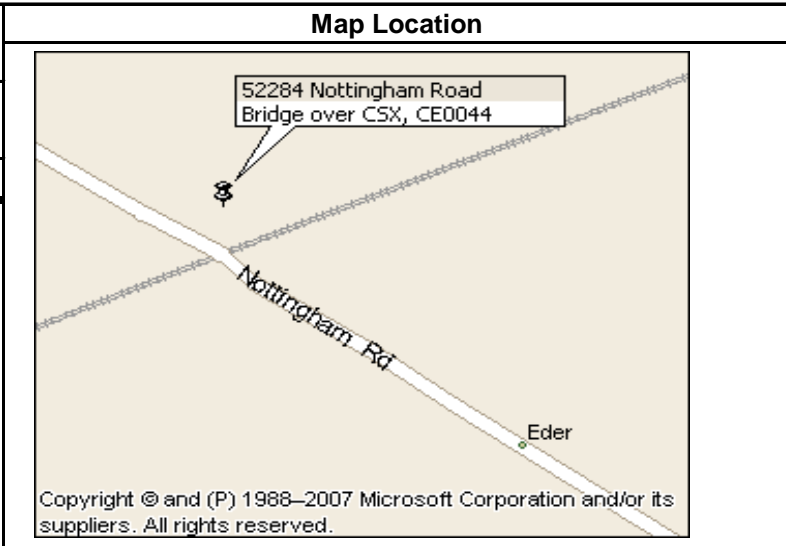 Map Location
52284 Nottingham Road
Bridge over CSX, CE0044
Nottingham Rd
Eder
Copyright © and (P) 1988–2007 Microsoft Corporation and/or its
suppliers. All rights reserved.